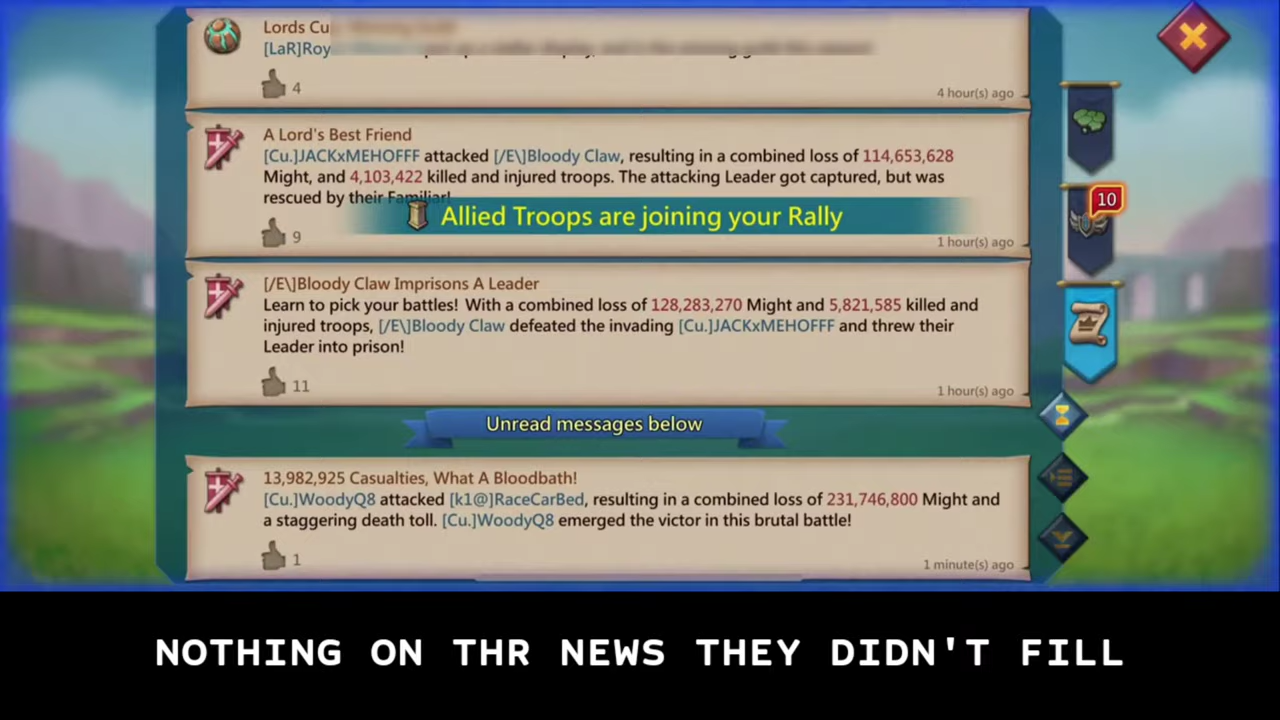 Lords Cu
[LaR]Roy
4
4 hour(s) ago
A Lord's Best Friend
[Cu.]JACKxMEHOFFF attacked [/E\]Bloody Claw, resulting in a combined loss of 114,653,628
Might, and 4,103,422 killed and injured troops. The attacking Leader got captured, but was
rescued by their Familiar!
Allied Troops are joining your Rally
9
1 hour(s) ago
10
[/E\]Bloody Claw Imprisons A Leader
Learn to pick your battles! With a combined loss of 128,283,270 Might and 5,821,585 killed and
injured troops, [/E\]Bloody Claw defeated the invading [Cu.]JACKxMEHOFFF and threw their
Leader into prison!
11
1 hour(s) ago
Unread messages below
13,982,925 Casualties, What A Bloodbath!
[Cu.]WoodyQ8 attacked [k1@]RaceCarBed, resulting in a combined loss of 231,746,800 Might and
a staggering death toll. [Cu.]WoodyQ8 emerged the victor in this brutal battle!
1
1 minute(s) ago
NOTHING ON THR NEWS THEY DIDN'T FILL